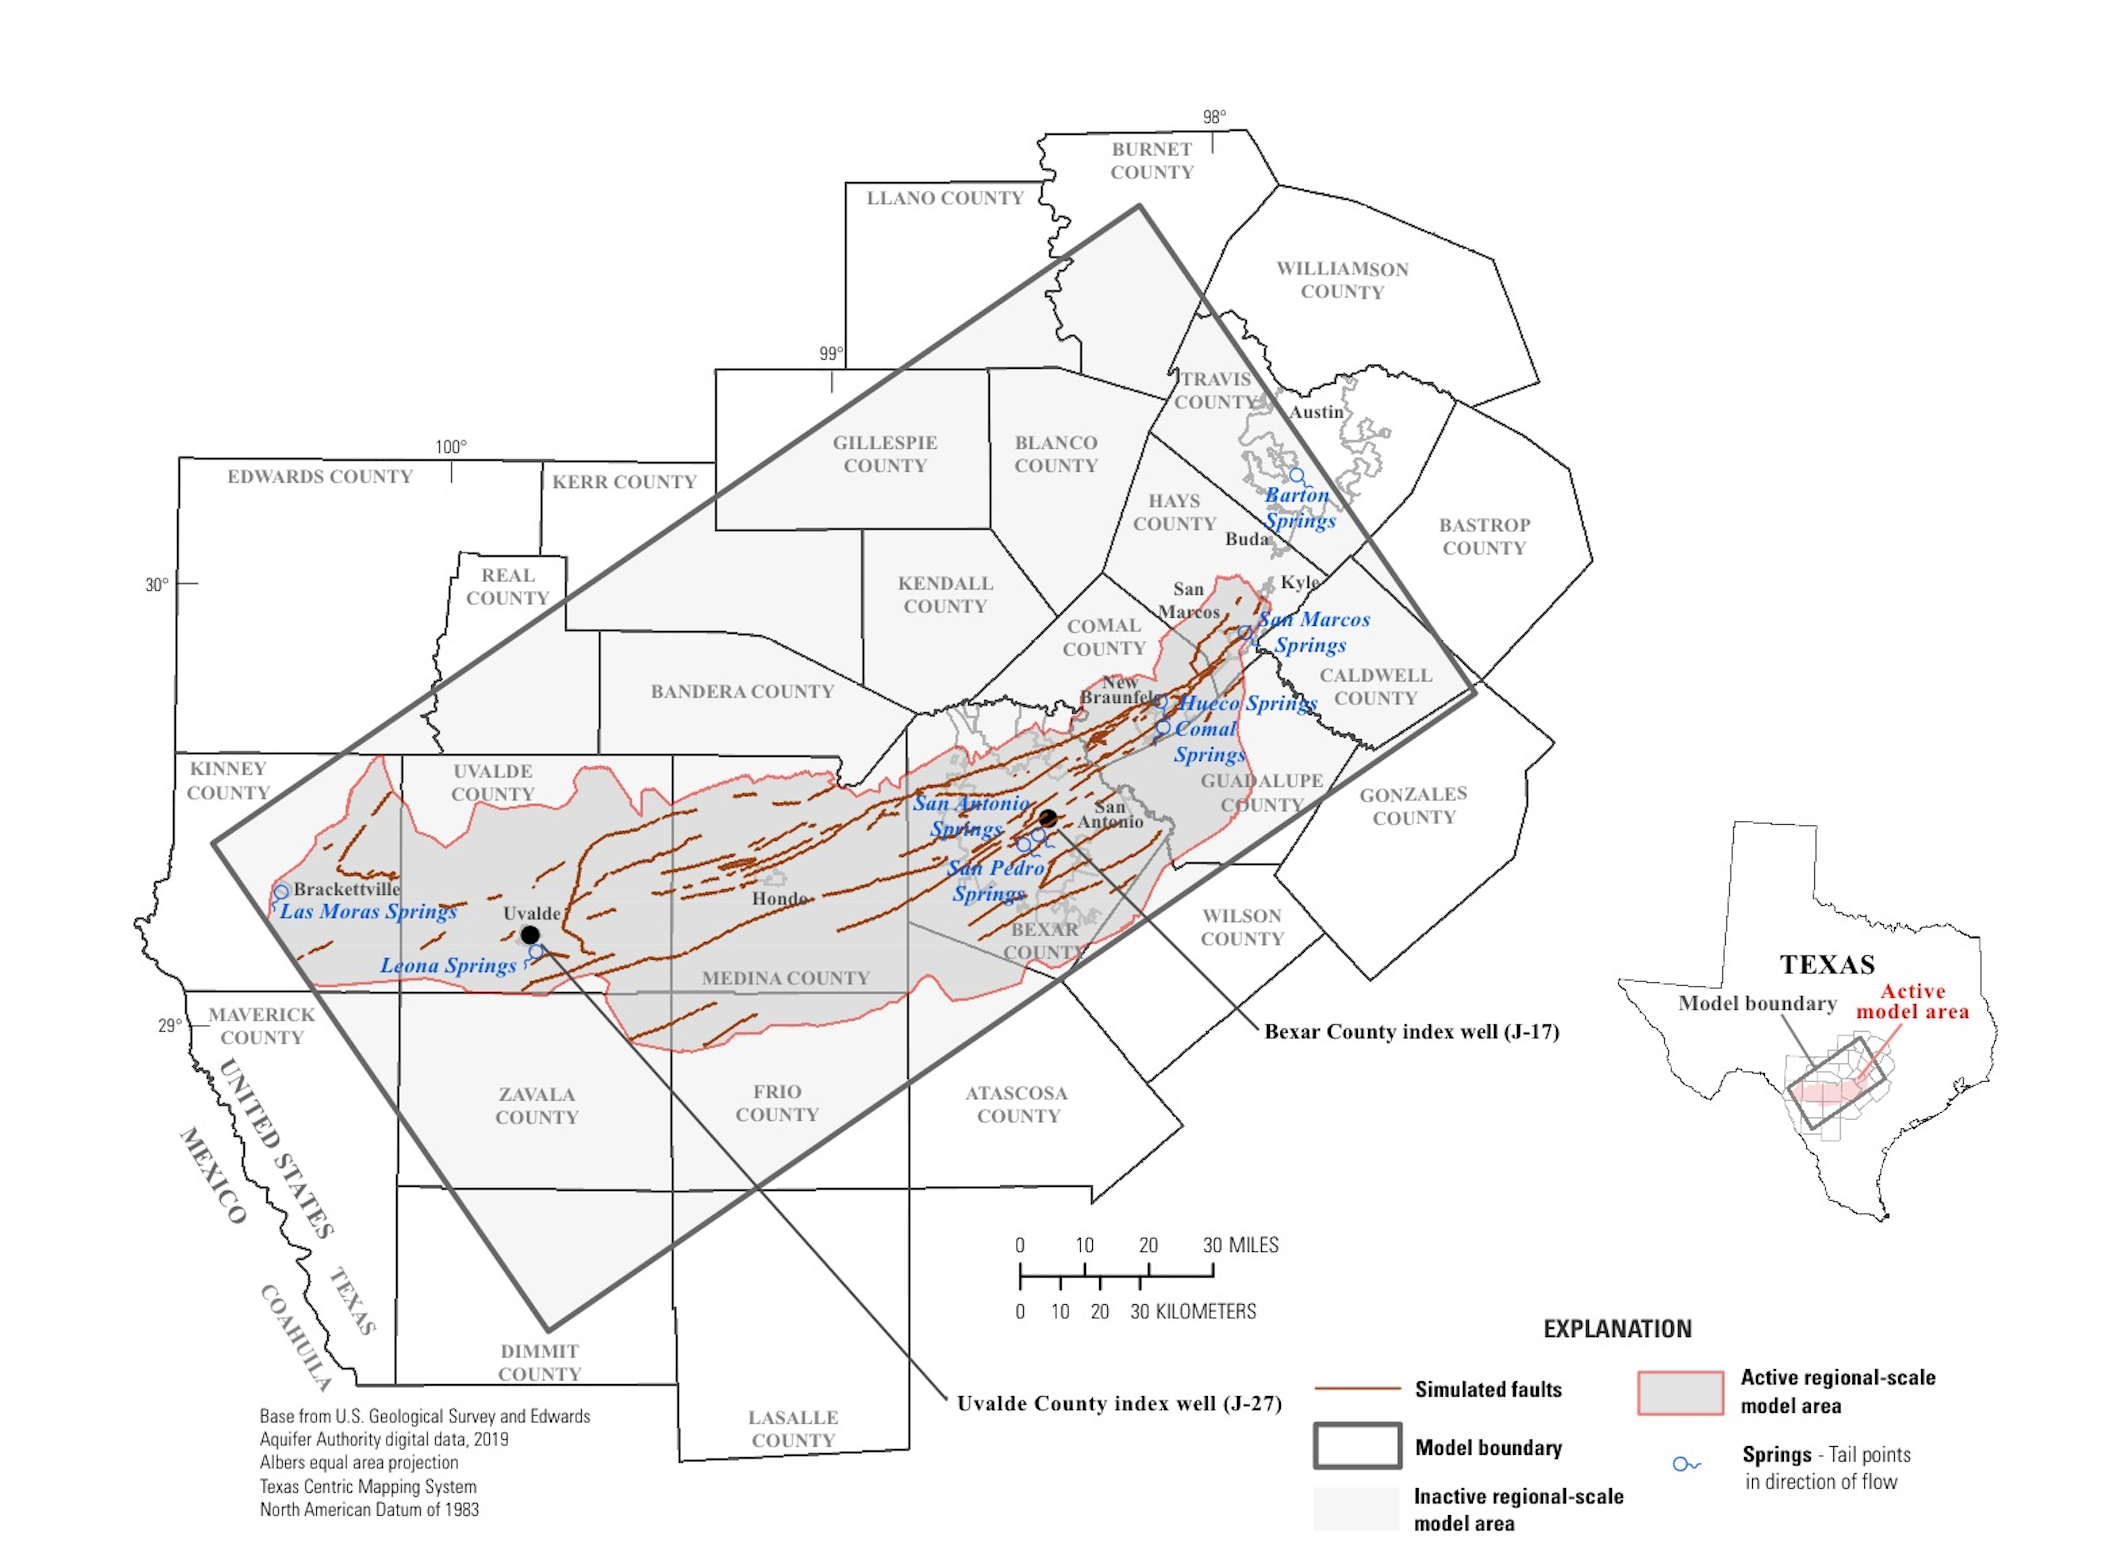 98°
BURNET
COUNTY
LLANO COUNTY
WILLIAMSON
COUNTY
99°
TRAVIS
COUNTY
Austin
100°
GILLESPIE
COUNTY
BLANCO
COUNTY
EDWARDS COUNTY
KERR COUNTY
Barton
Springs
HAYS
COUNTY
Buda
BASTROP
COUNTY
30°
REAL
COUNTY
KENDALL
COUNTY
San
Marcos
Kyle
San Marcos
Springs
COMAL
COUNTY
CALDWELL
COUNTY
BANDERA COUNTY
New
Braunfels
Hueco Springs
Comal
Springs
KINNEY
COUNTY
UVALDE
COUNTY
GUADALUPE
COUNTY
GONZALES
COUNTY
San Antonio
Springs
San
Antonio
San Pedro
Springs
Brackettville
Las Moras Springs
Hondo
Uvalde
WILSON
COUNTY
BEXAR
COUNTY
Leona Springs
MEDINA COUNTY
TEXAS
Model boundary
Active
model area
29°
MAVERICK
COUNTY
Bexar County index well (J-17)
UNITED STATES
MEXICO
ZAVALA
COUNTY
FRIO
COUNTY
ATASCOSA
COUNTY
TEXAS
COAHUILA
0 10 20 30 MILES
0 10 20 30 KILOMETERS
DIMMIT
COUNTY
Uvalde County index well (J-27)
LASALLE
COUNTY
Base from U.S. Geological Survey and Edwards
Aquifer Authority digital data, 2019
Albers equal area projection
Texas Centric Mapping System
North American Datum of 1983
EXPLANATION
Simulated faults
Model boundary
Inactive regional-scale
model area
Active regional-scale
model area
Springs - Tail points
in direction of flow